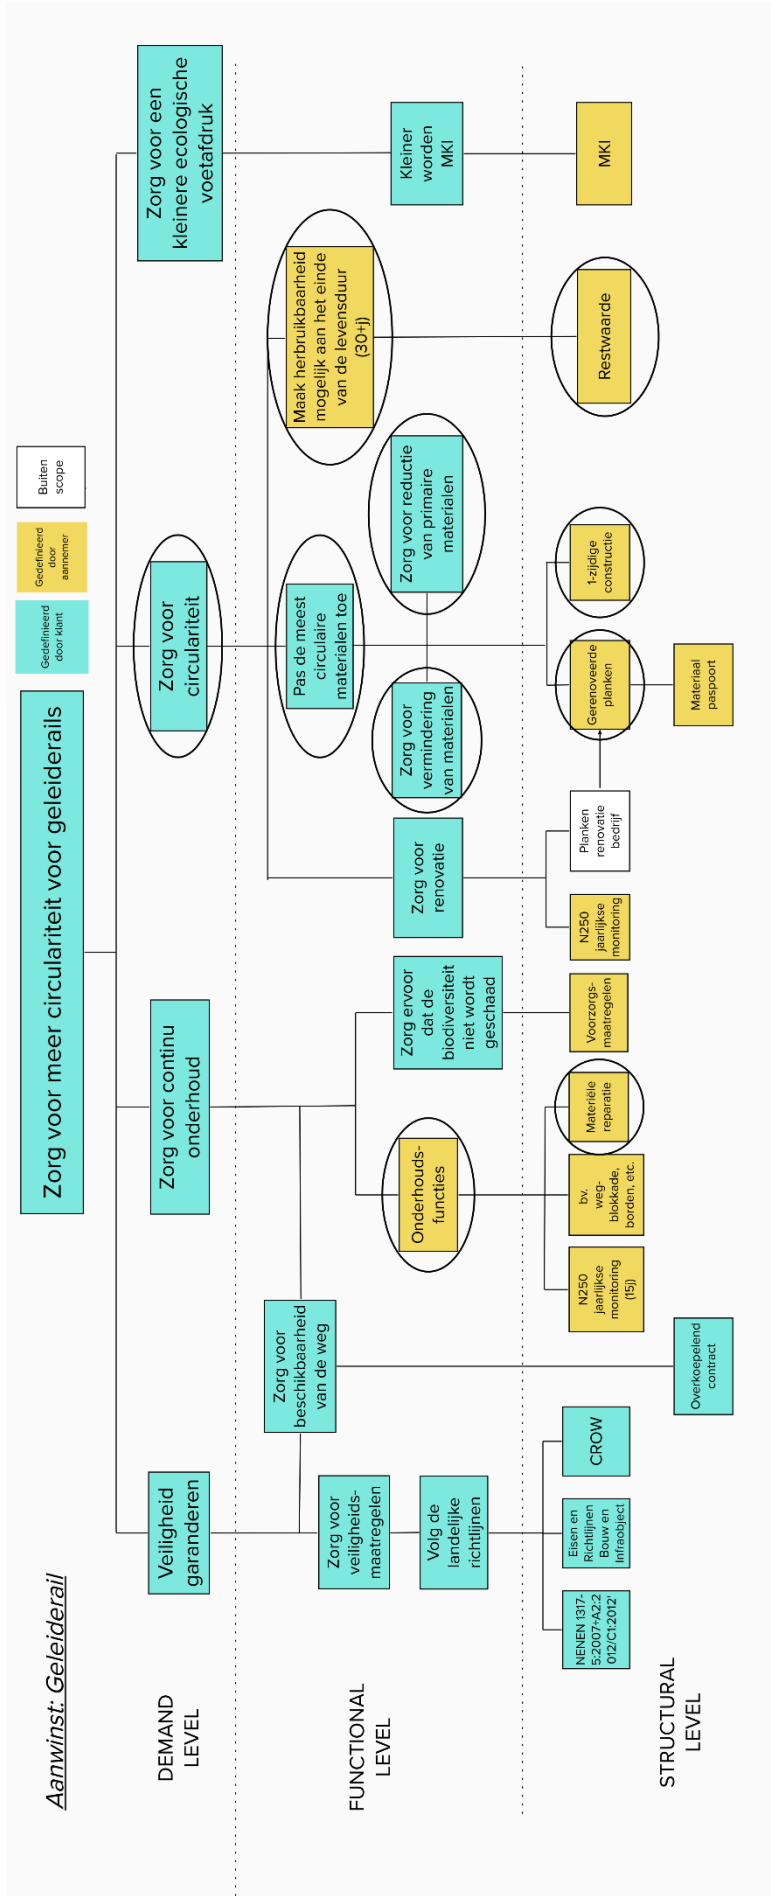 Aanwinst: Geleiderail
Zorg voor meer circulariteit voor geleiderails
Gedefinieerd
door klant
Gedefinieerd
door
aannemer
Buiten
scope
DEMAND
LEVEL
Veiligheid
garanderen
Zorg voor continu
onderhoud
Zorg voor
circulariteit
Zorg voor een
kleinere ecologische
voetafdruk
FUNCTIONAL
LEVEL
Zorg voor
beschikbaarheid
van de weg
Pas de meest
circulaire
materialen toe
Maak herbruikbaarheid
mogelijk aan het einde
van de levensduur
(30+j)
Zorg voor
veiligheids-
maatregelen
Volg de
landelijke
richtlijnen
Onderhouds-
functies
Zorg ervoor
dat de
biodiversiteit
niet wordt
geschaad
Zorg voor
renovatie
Zorg voor
vermindering
van materialen
Zorg voor reductie
van primaire
materialen
Kleiner
worden
MKI
STRUCTURAL
LEVEL
NENEN 1317-
5:2007+A2:2
012/C1:2012'
Eisen en
Richtlijnen
Bouw en
Infraobject
CROW
N250
jaarlijkse
monitoring
(15j)
bv.
weg-
blokkade,
borden, etc.
Materiële
reparatie
Voorzorgs-
maatregelen
N250
jaarlijkse
monitoring
Planken
renovatie
bedrijf
Gerenoveerde
planken
1-zijdige
constructie
Restwaarde
MKI
Overkoepelend
contract
Materiaal
paspoort